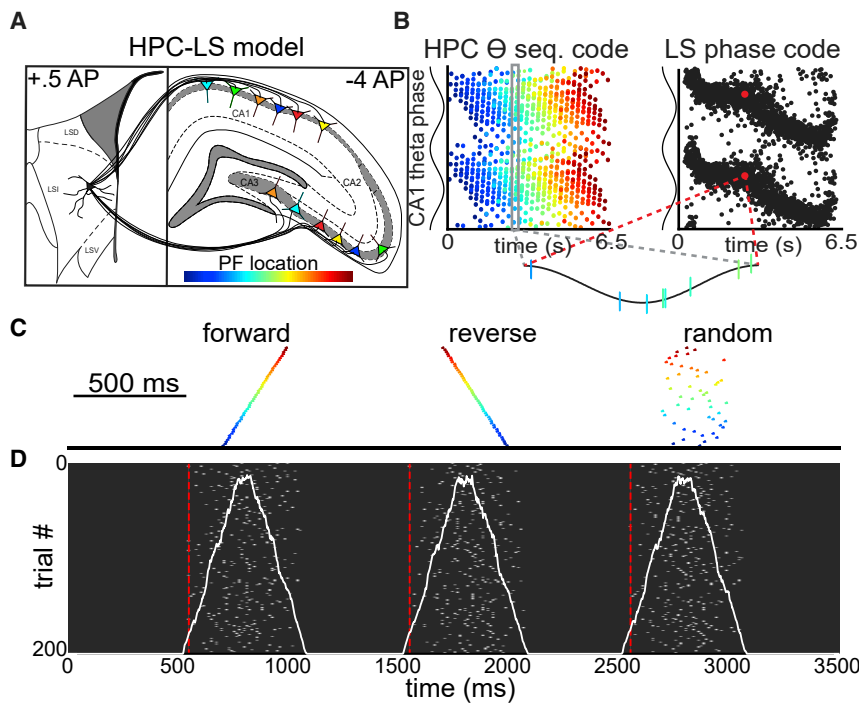 A
HPC-LS model
+.5 AP
-4 AP
LSD
LSI
LSV
CA1
CA3
CA2
PF location
B
HPC Θ seq. code
LS phase code
CA1 theta phase
0
time (s)
6.5
0
time (s)
6.5
C
forward
reverse
random
500 ms
D
0
trial #
200
0
500
1000
1500
2000
2500
3000
3500
time (ms)